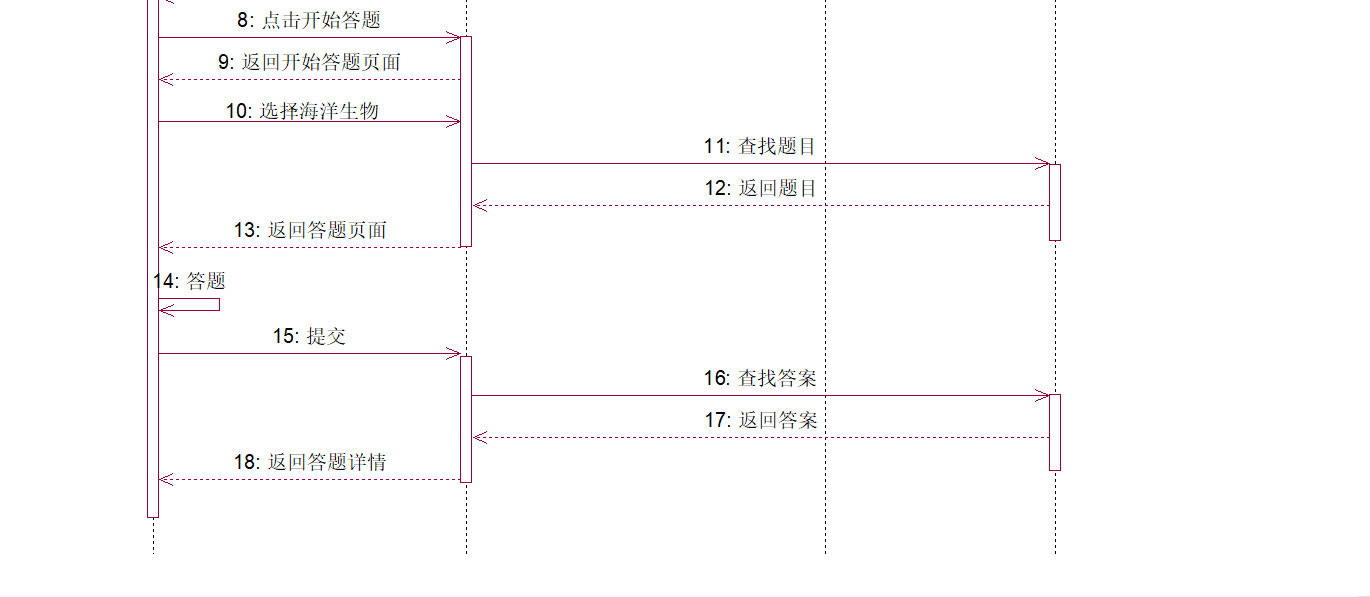 8: 点击开始答题
9: 返回开始答题页面
10: 选择海洋生物
11: 查找题目
12: 返回题目
13: 返回答题页面
14: 答题
15: 提交
16: 查找答案
17: 返回答案
18: 返回答题详情